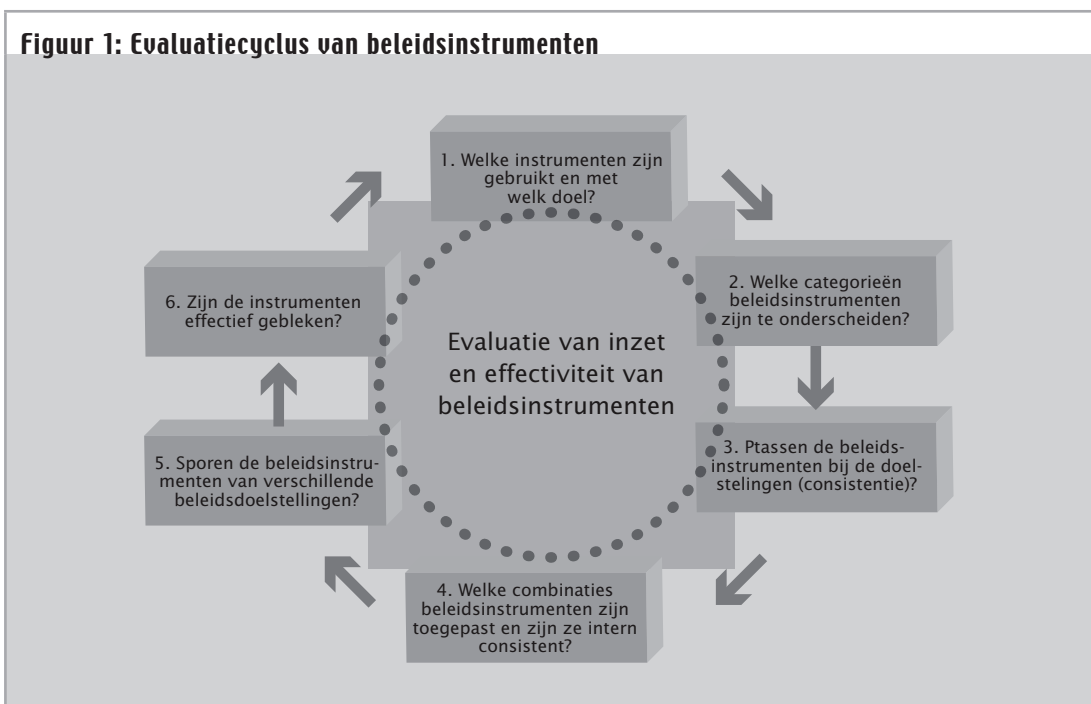 Figuur 1: Evaluatiecyclus van beleidsinstrumenten
1. Welke instrumenten zijn
gebruikt en met
welk doel?
2. Welke categorieën
beleidsinstrumenten
zijn te onderscheiden?
3. Ptassen de beleids-
instrumenten bij de doel-
stelingen (consistentie)?
4. Welke combinaties
beleidsinstrumenten zijn
toegepast en zijn ze intern
consistent?
5. Sporen de beleidsinstru-
menten van verschillende
beleidsdoelstellingen?
6. Zijn de instrumenten
effectief gebleken?
Evaluatie van inzet
en effectiviteit van
beleidsinstrumenten